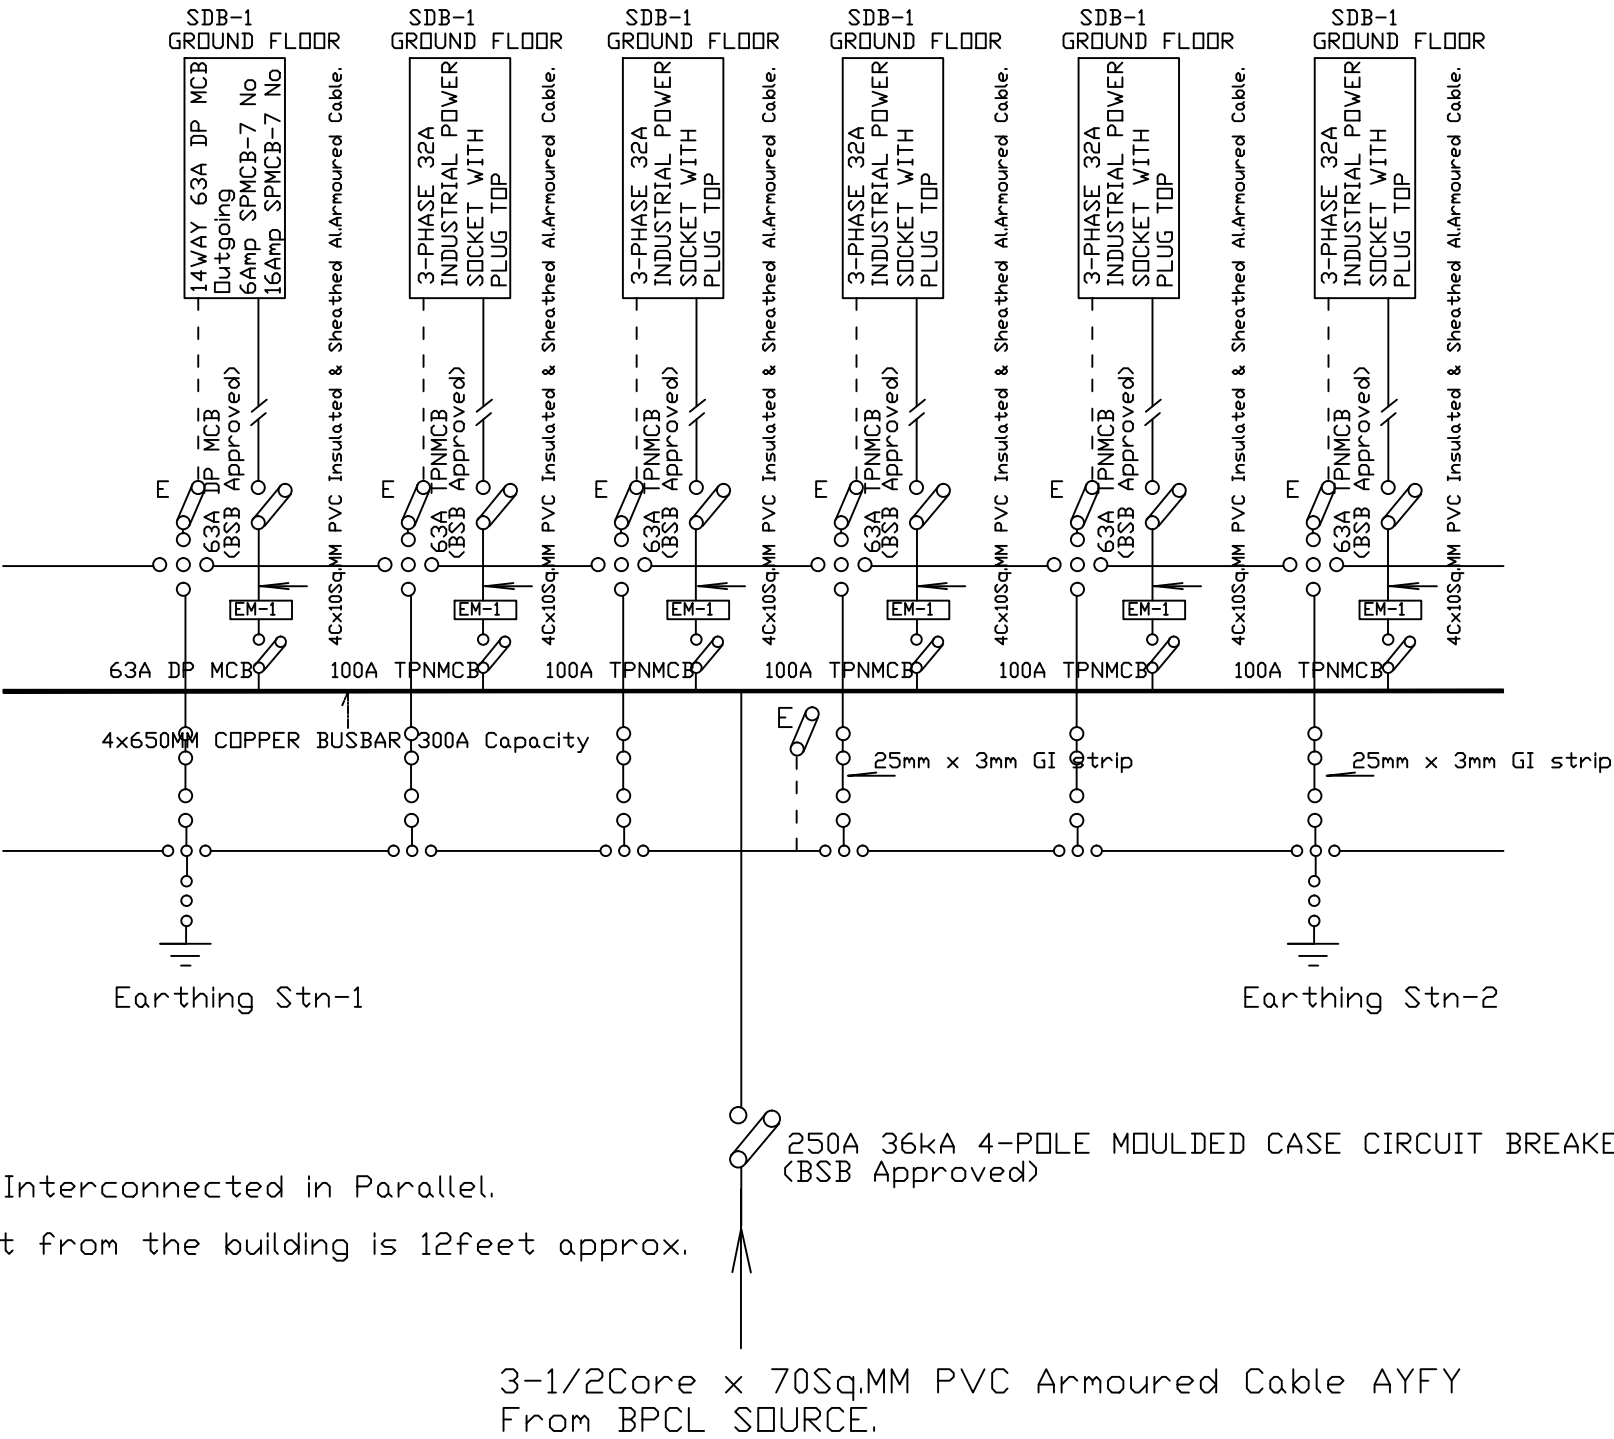 SDB-1
GROUND FLOOR
SDB-1
GROUND FLOOR
SDB-1
GROUND FLOOR
SDB-1
GROUND FLOOR
SDB-1
GROUND FLOOR
SDB-1
GROUND FLOOR
14WAY 63A DP MCB
Outgoing
6Amp SPMCB-7 No
16Amp SPMCB-7 No
4Cx10Sq.MM PVC Insulated & Sheathed Al.Armoured Cable.
3-PHASE 32A
INDUSTRIAL POWER
SOCKET WITH
PLUG TOP
4Cx10Sq.MM PVC Insulated & Sheathed Al.Armoured Cable.
3-PHASE 32A
INDUSTRIAL POWER
SOCKET WITH
PLUG TOP
4Cx10Sq.MM PVC Insulated & Sheathed Al.Armoured Cable.
3-PHASE 32A
INDUSTRIAL POWER
SOCKET WITH
PLUG TOP
4Cx10Sq.MM PVC Insulated & Sheathed Al.Armoured Cable.
3-PHASE 32A
INDUSTRIAL POWER
SOCKET WITH
PLUG TOP
4Cx10Sq.MM PVC Insulated & Sheathed Al.Armoured Cable.
3-PHASE 32A
INDUSTRIAL POWER
SOCKET WITH
PLUG TOP
4Cx10Sq.MM PVC Insulated & Sheathed Al.Armoured Cable.
E
63A DP MCB
(BSB Approved)
E
63A TPNMCB
(BSB Approved)
E
63A TPNMCB
(BSB Approved)
E
63A TPNMCB
(BSB Approved)
E
63A TPNMCB
(BSB Approved)
E
63A TPNMCB
(BSB Approved)
EM-1
EM-1
EM-1
EM-1
EM-1
EM-1
63A DP MCB
100A TPNMCB
100A TPNMCB
100A TPNMCB
100A TPNMCB
100A TPNMCB
4x650MM COPPER BUSBAR 300A Capacity
E
25mm x 3mm GI strip
25mm x 3mm GI strip
Earthing Stn-1
Earthing Stn-2
250A 36kA 4-POLE MOULDED CASE CIRCUIT BREAKE
(BSB Approved)
Interconnected in Parallel.
t from the building is 12feet approx.
3-1/2Core x 70Sq.MM PVC Armoured Cable AYFY
From BPCL SOURCE.